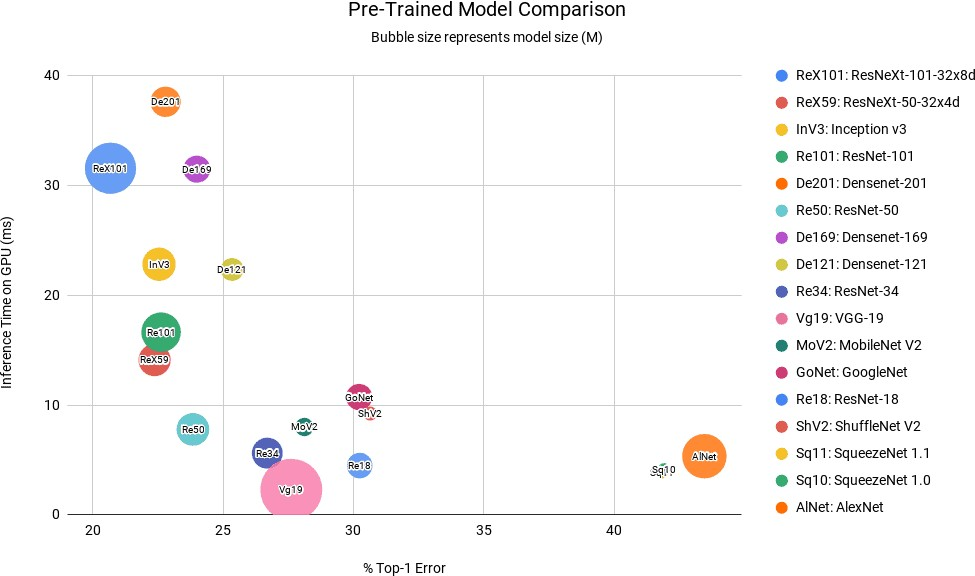 Pre-Trained Model Comparison
Bubble size represents model size (M)
Inference Time on GPU (ms)
40
30
20
10
0
20
25
30
35
40
% Top-1 Error
De201
ReX101
De169
InV3
De121
Re101
ReX59
GoNet
ShV2
Re50
MoV2
Re34
Re18
Vg19
Sq10
AlNet
ReX101: ResNeXt-101-32x8d
ReX59: ResNeXt-50-32x4d
InV3: Inception v3
Re101: ResNet-101
De201: Densenet-201
Re50: ResNet-50
De169: Densenet-169
De121: Densenet-121
Re34: ResNet-34
Vg19: VGG-19
MoV2: MobileNet V2
GoNet: GoogleNet
Re18: ResNet-18
ShV2: ShuffleNet V2
Sq11: SqueezeNet 1.1
Sq10: SqueezeNet 1.0
AlNet: AlexNet